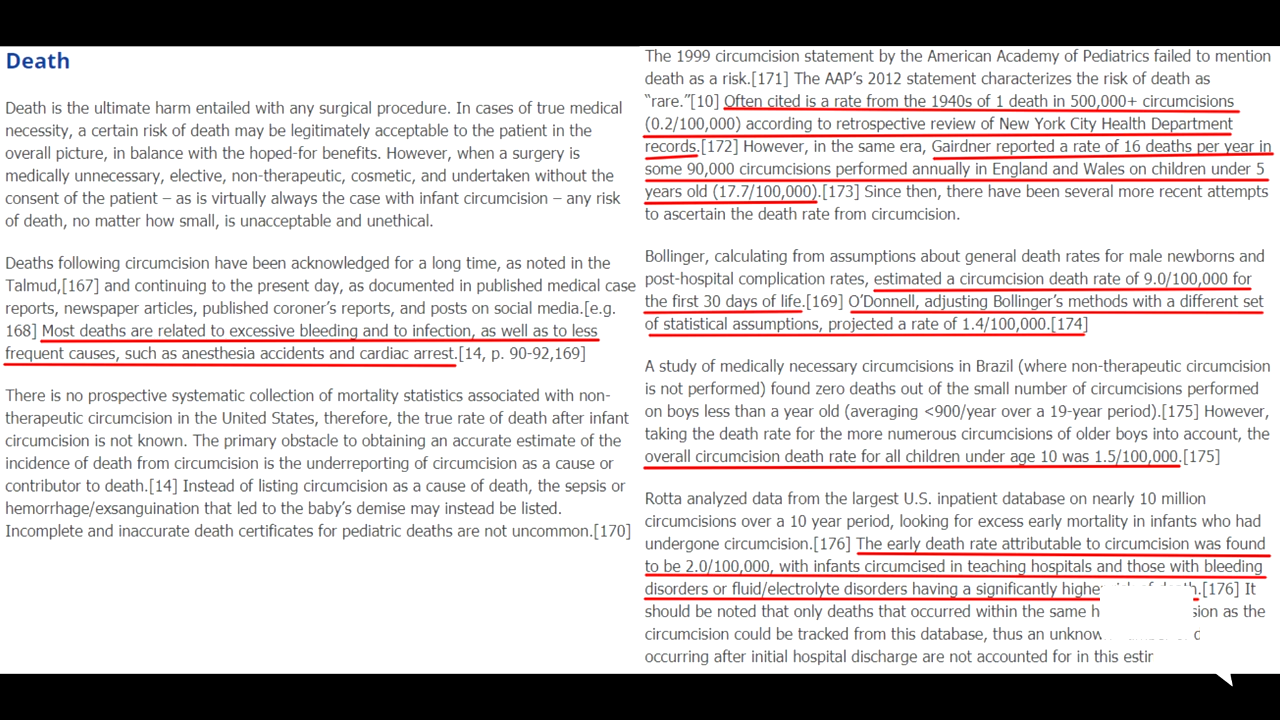 Death
Death is the ultimate harm entailed with any surgical procedure. In cases of true medical
necessity, a certain risk of death may be legitimately acceptable to the patient in the
overall picture, in balance with the hoped-for benefits. However, when a surgery is
medically unnecessary, elective, non-therapeutic, cosmetic, and undertaken without the
consent of the patient – as is virtually always the case with infant circumcision – any risk
of death, no matter how small, is unacceptable and unethical.
Deaths following circumcision have been acknowledged for a long time, as noted in the
Talmud,[167] and continuing to the present day, as documented in published medical case
reports, newspaper articles, published coroner's reports, and posts on social media.[e.g.
168] Most deaths are related to excessive bleeding and to infection, as well as to less
frequent causes, such as anesthesia accidents and cardiac arrest.[14, p. 90-92,169]
There is no prospective systematic collection of mortality statistics associated with non-
therapeutic circumcision in the United States, therefore, the true rate of death after infant
circumcision is not known. The primary obstacle to obtaining an accurate estimate of the
incidence of death from circumcision is the underreporting of circumcision as a cause or
contributor to death.[14] Instead of listing circumcision as a cause of death, the sepsis or
hemorrhage/exsanguination that led to the baby's demise may instead be listed.
Incomplete and inaccurate death certificates for pediatric deaths are not uncommon.[170]
The 1999 circumcision statement by the American Academy of Pediatrics failed to mention
death as a risk.[171] The AAP's 2012 statement characterizes the risk of death as
"rare."[10] Often cited is a rate from the 1940s of 1 death in 500,000+ circumcisions
(0.2/100,000) according to retrospective review of New York City Health Department
records.[172] However, in the same era, Gairdner reported a rate of 16 deaths per year in
some 90,000 circumcisions performed annually in England and Wales on children under 5
years old (17.7/100,000).[173] Since then, there have been several more recent attempts
to ascertain the death rate from circumcision.
Bollinger, calculating from assumptions about general death rates for male newborns and
post-hospital complication rates, estimated a circumcision death rate of 9.0/100,000 for
the first 30 days of life.[169] O'Donnell, adjusting Bollinger's methods with a different set
of statistical assumptions, projected a rate of 1.4/100,000.[174]
A study of medically necessary circumcisions in Brazil (where non-therapeutic circumcision
is not performed) found zero deaths out of the small number of circumcisions performed
on boys less than a year old (averaging <900/year over a 19-year period).[175] However,
taking the death rate for the more numerous circumcisions of older boys into account, the
overall circumcision death rate for all children under age 10 was 1.5/100,000.[175]
Rotta analyzed data from the largest U.S. inpatient database on nearly 10 million
circumcisions over a 10 year period, looking for excess early mortality in infants who had
undergone circumcision.[176] The early death rate attributable to circumcision was found
to be 2.0/100,000, with infants circumcised in teaching hospitals and those with bleeding
disorders or fluid/electrolyte disorders having a significantly .[176] It
should be noted that only deaths that occurred within the same as the
circumcision could be tracked from this database, thus an
occurring after initial hospital discharge are not accounted for in this